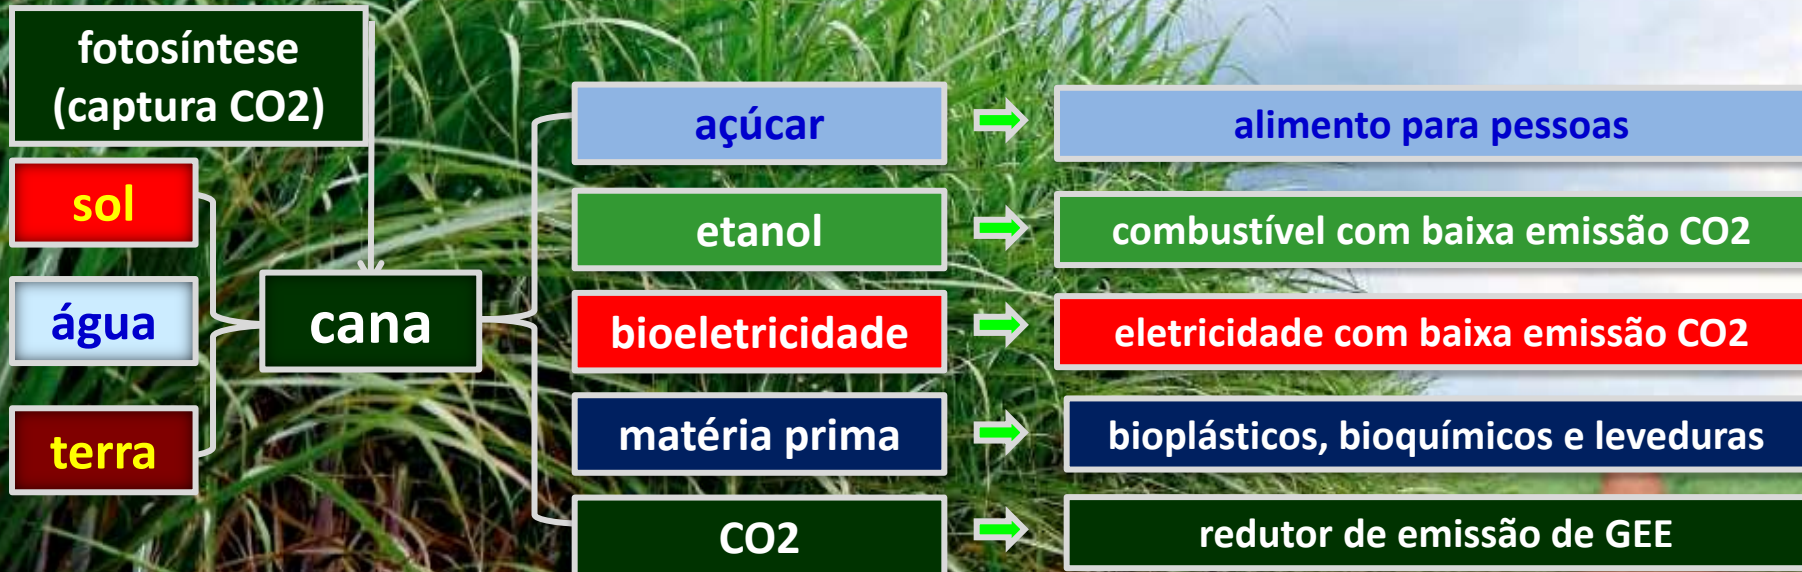 fotosíntese
(captura CO2)
sol
água
terra
cana
açúcar
alimento para pessoas
etanol
combustível com baixa emissão CO2
bioeletricidade
eletricidade com baixa emissão CO2
matéria prima
bioplásticos, bioquímicos e leveduras
CO2
redutor de emissão de GEE